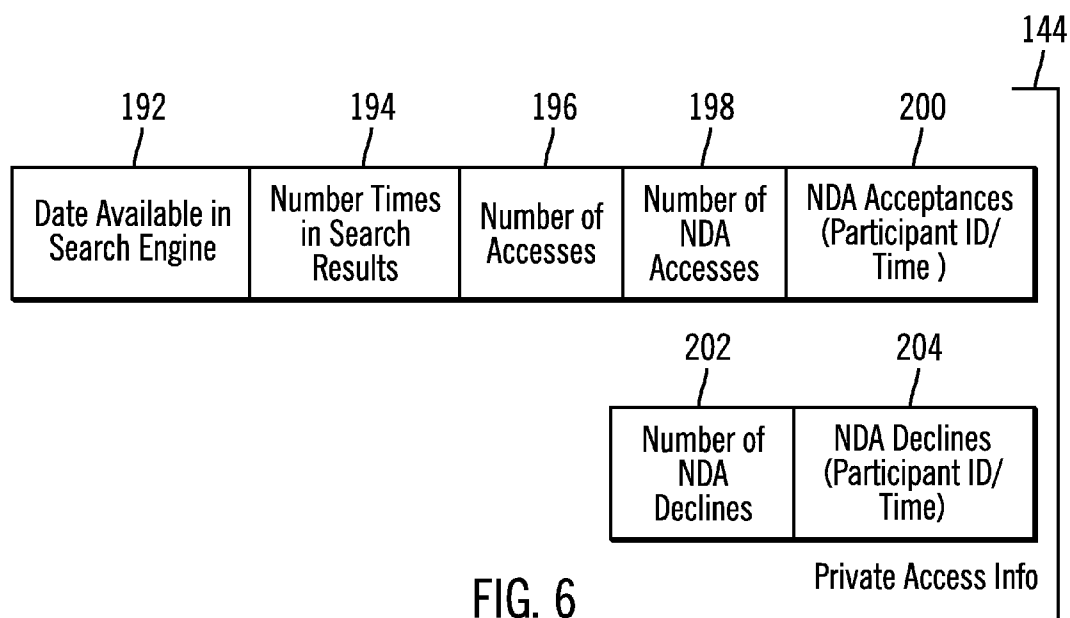 144
192 194 196 198 200
Date Available in
Search Engine
Number Times
in Search
Results
Number of
Accesses
Number of
NDA
Accesses
NDA Acceptances
(Participant ID/
Time )
202 204
Number of
NDA
Declines
NDA Declines
(Participant ID/
Time)
Private Access Info
FIG. 6